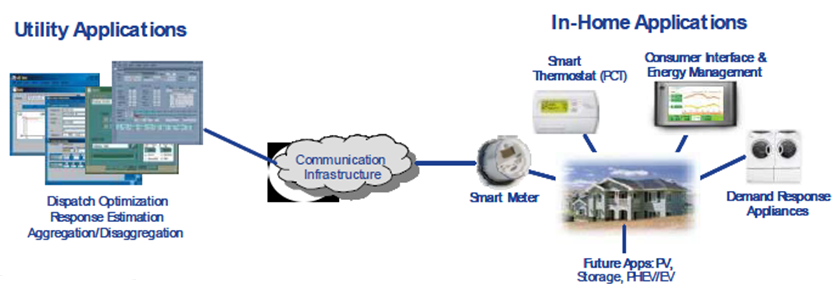 Utility Applications
In-Home Applications
Smart
Thermostat (PCT)
Consumer Interface &
Energy Management
Communication
Infrastructure
Smart Meter
Demand Response
Appliances
Dispatch Optimization
Response Estimation
Aggregation/Disaggregation
Future Apps: PV,
Storage, PHEV/EV